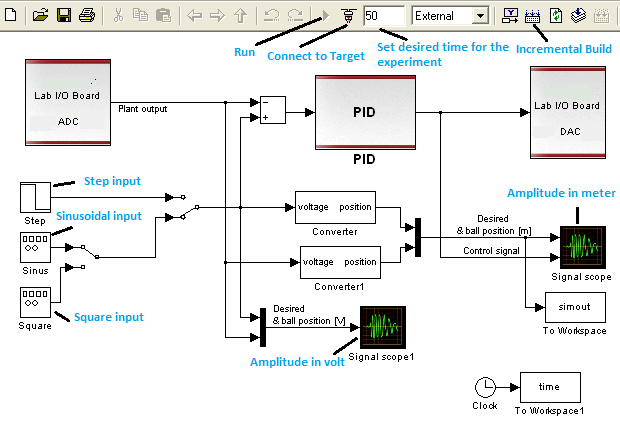 50
External
Run
Connect to Target
Set desired time for the
experiment
Incremental Build
Lab I/O Board
ADC
Plant output
−
+
PID
PID
Lab I/O Board
DAC
Step input
Step
Sinusoidal input
Sinus
Square input
Square
voltage position
Converter
voltage position
Converter1
Amplitude in meter
Desired
& ball position [m]
Control signal
Signal scope
simout
To Workspace
Desired
& ball position [V]
Amplitude in volt
Signal scope1
Clock
time
To Workspace1